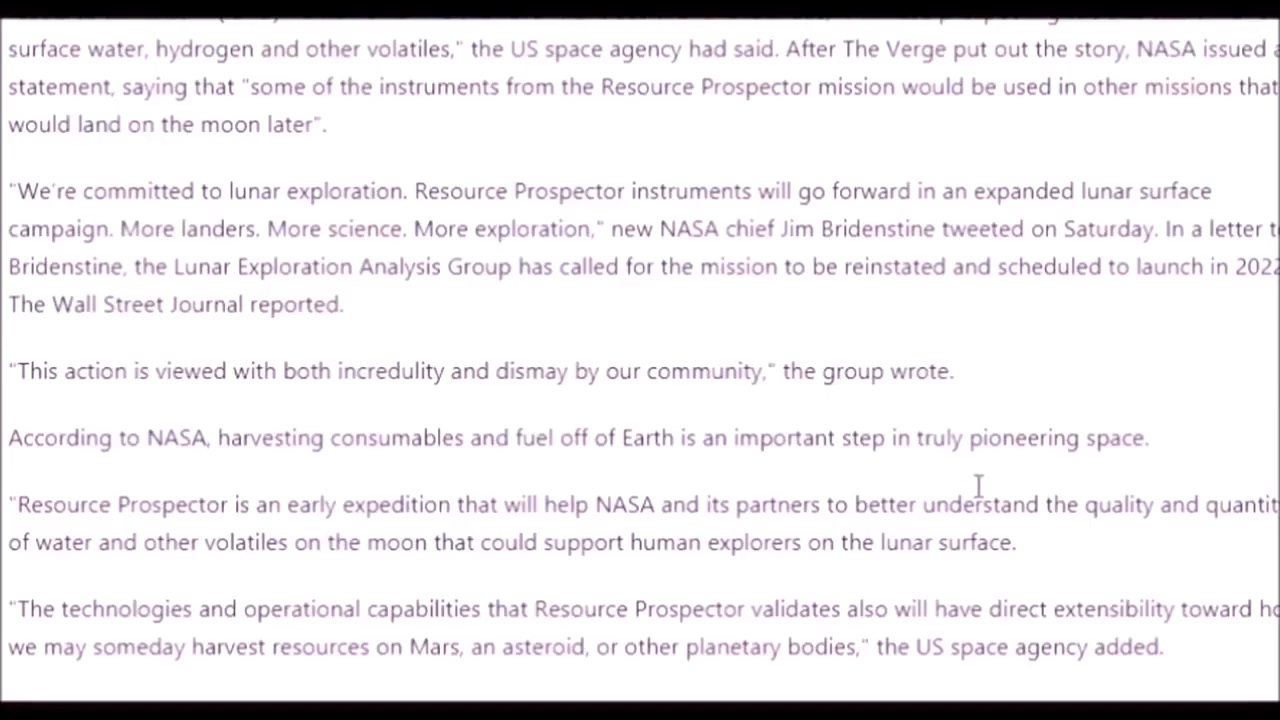 surface water, hydrogen and other volatiles," the US space agency had said. After The Verge put out the story, NASA issued a
statement, saying that "some of the instruments from the Resource Prospector mission would be used in other missions that
would land on the moon later".
"We're committed to lunar exploration. Resource Prospector instruments will go forward in an expanded lunar surface
campaign. More landers. More science. More exploration," new NASA chief Jim Bridenstine tweeted on Saturday. In a letter t
Bridenstine, the Lunar Exploration Analysis Group has called for the mission to be reinstated and scheduled to launch in 2022
The Wall Street Journal reported.
"This action is viewed with both incredulity and dismay by our community," the group wrote.
According to NASA, harvesting consumables and fuel off of Earth is an important step in truly pioneering space.
"Resource Prospector is an early expedition that will help NASA and its partners to better understand the quality and quantit
of water and other volatiles on the moon that could support human explorers on the lunar surface.
"The technologies and operational capabilities that Resource Prospector validates also will have direct extensibility toward ho
we may someday harvest resources on Mars, an asteroid, or other planetary bodies," the US space agency added.